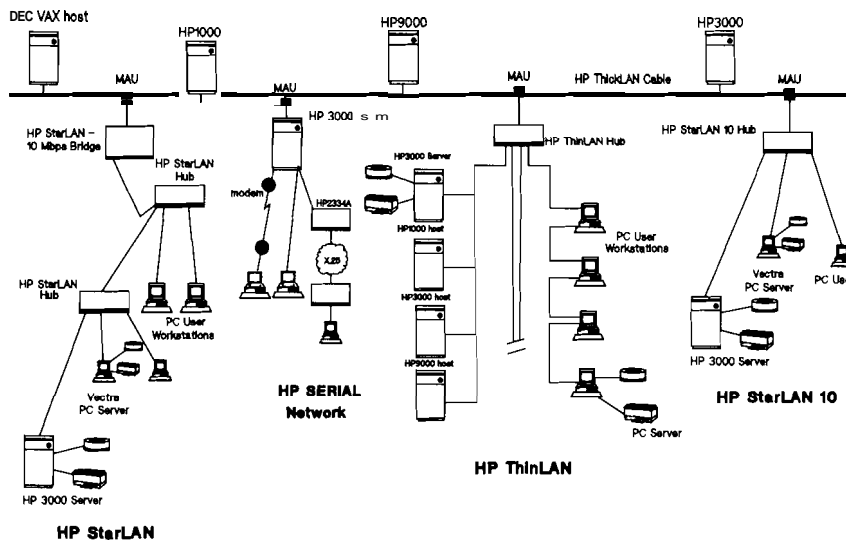 DEC VAX host
HP1000
HP9000
HP3000
MAU
MAU
MAU
HP ThickLAN Cable
MAU
HP StarLAN –
10 Mbps Bridge
HP StarLAN
Hub
HP 3000 s m
modem
HP2334A
X.25
HP ThinLAN Hub
HP3000 Server
HP1000 host
HP3000 host
HP9000 host
PC User
Workstations
HP StarLAN 10 Hub
Vectra
PC Server
PC Use
HP 3000 Server
HP StarLAN 10
HP StarLAN
Hub
PC User
Workstations
Vectra
PC Server
HP SERIAL
Network
PC Server
HP ThinLAN
HP 3000 Server
HP StarLAN